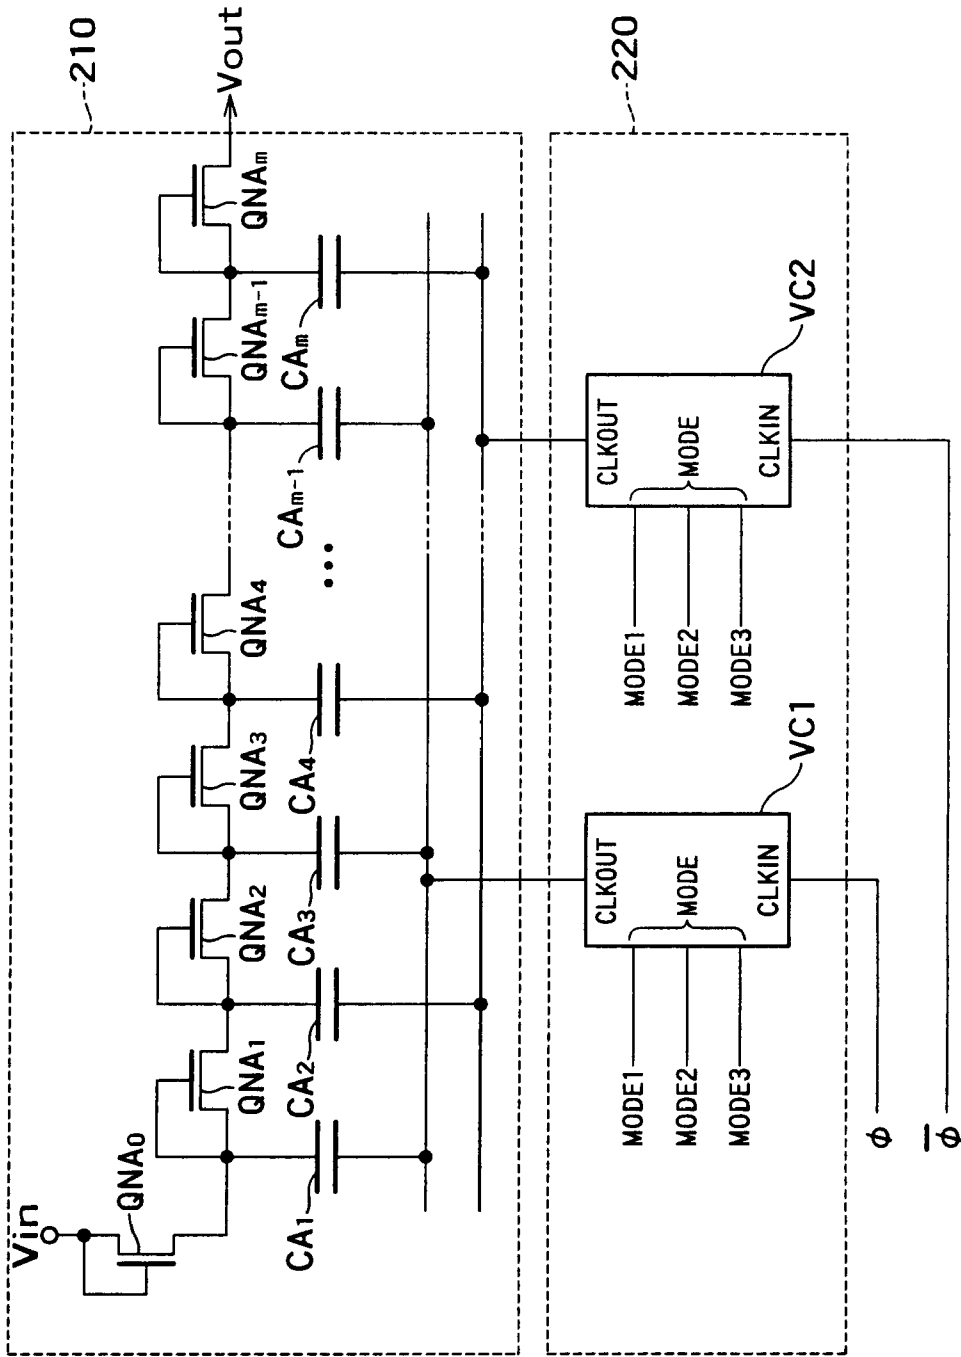 210
Vin
QNA0
QNA1
QNA2
QNA3
QNA4
QNAm-1
QNAm
Vout
CA1
CA2
CA3
CA4
...
CAm-1
CAm
220
MODE1
MODE2
MODE3
CLKOUT
MODE
CLKIN
VC1
MODE1
MODE2
MODE3
CLKOUT
MODE
CLKIN
VC2
φ
φ̅